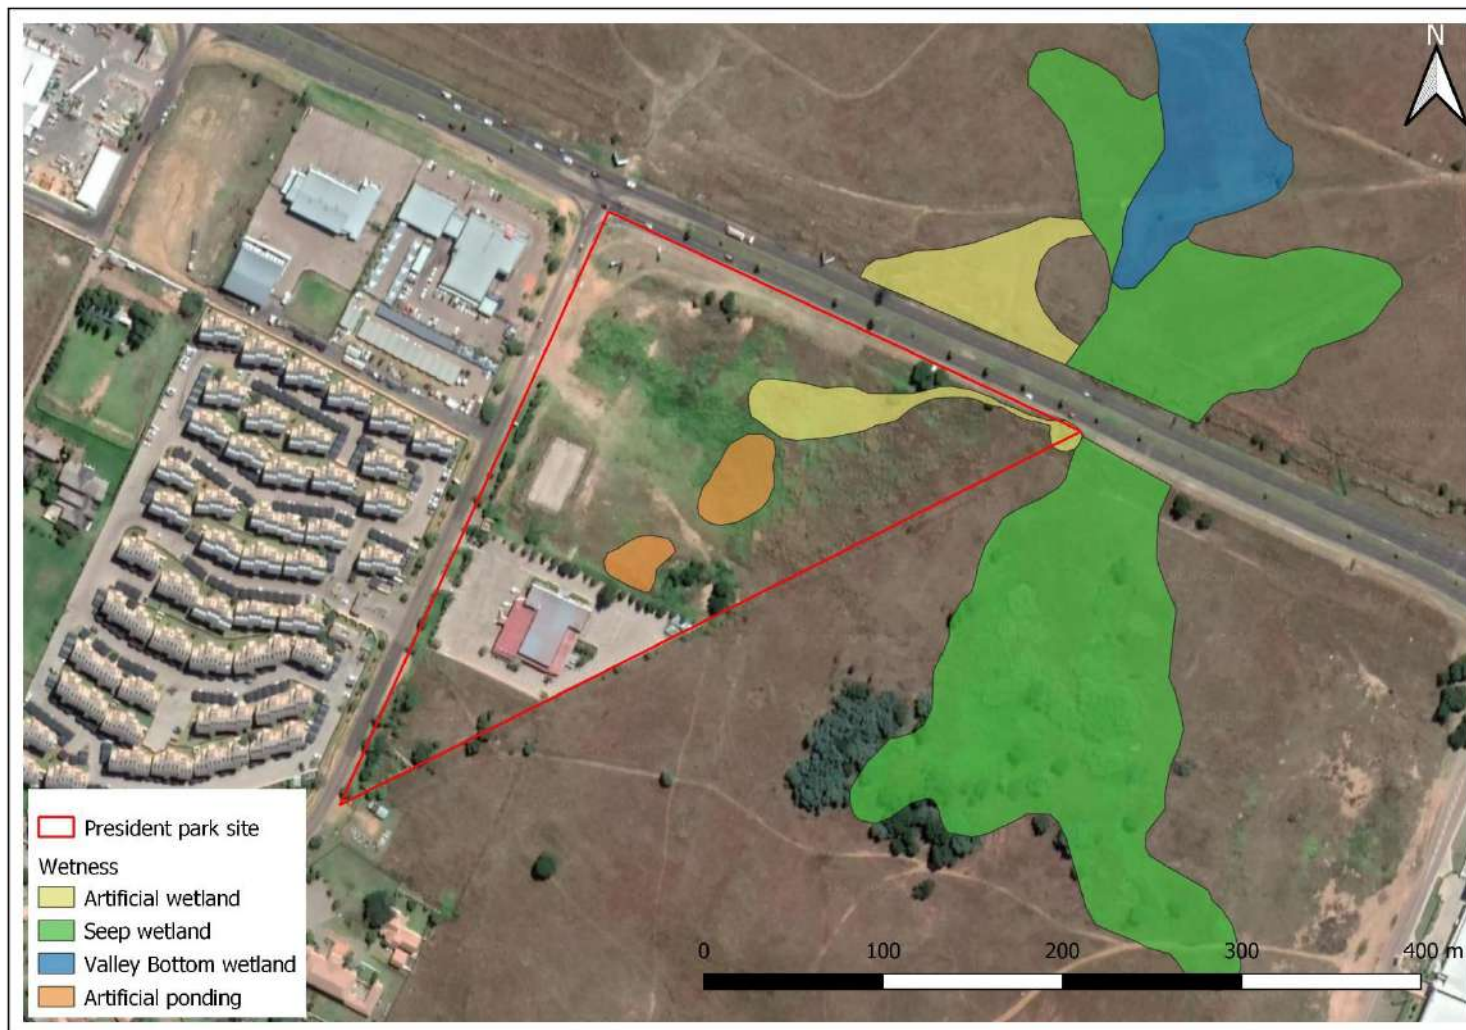 N
President park site
Wetness
Artificial wetland
Seep wetland
Valley Bottom wetland
Artificial ponding
0 100 200 300 400 m